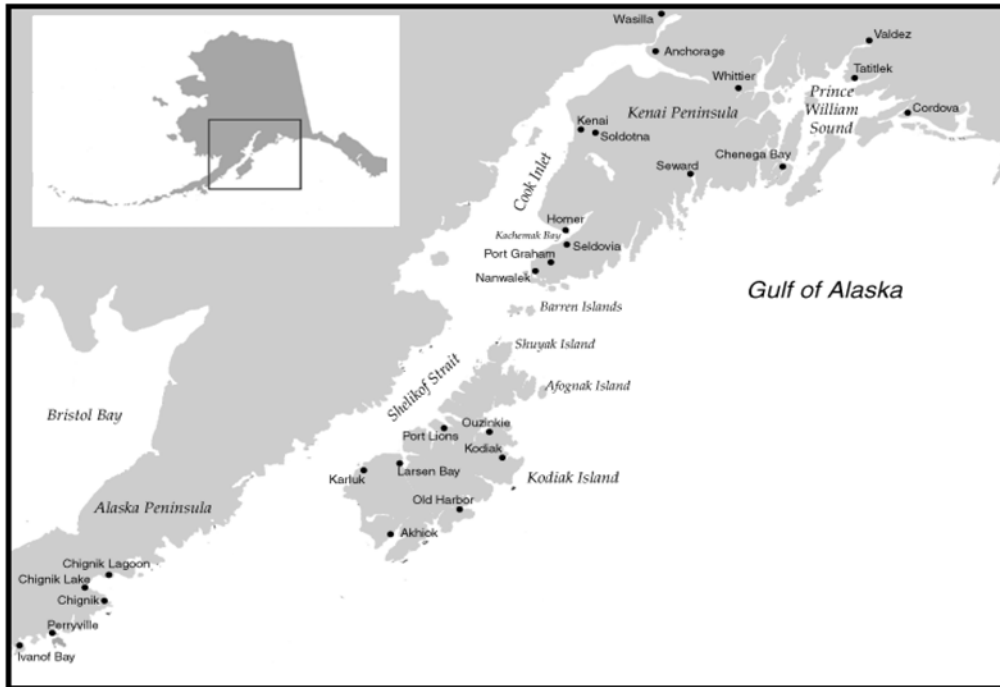 Wasilla
Valdez
Anchorage
Tatitlek
Whittier
Prince
William
Sound
Kenai Peninsula
Cordova
Kenai
Soldotna
Chenega Bay
Seward
Cook Inlet
Homer
Kachemak Bay
Seldovia
Port Graham
Nanwalek
Gulf of Alaska
Barren Islands
Shuyak Island
Shelikof Strait
Afognak Island
Bristol Bay
Ouzinkie
Port Lions
Kodiak
Karluk
Larsen Bay
Kodiak Island
Old Harbor
Alaska Peninsula
Akhiok
Chignik Lagoon
Chignik Lake
Chignik
Perryville
Ivanof Bay